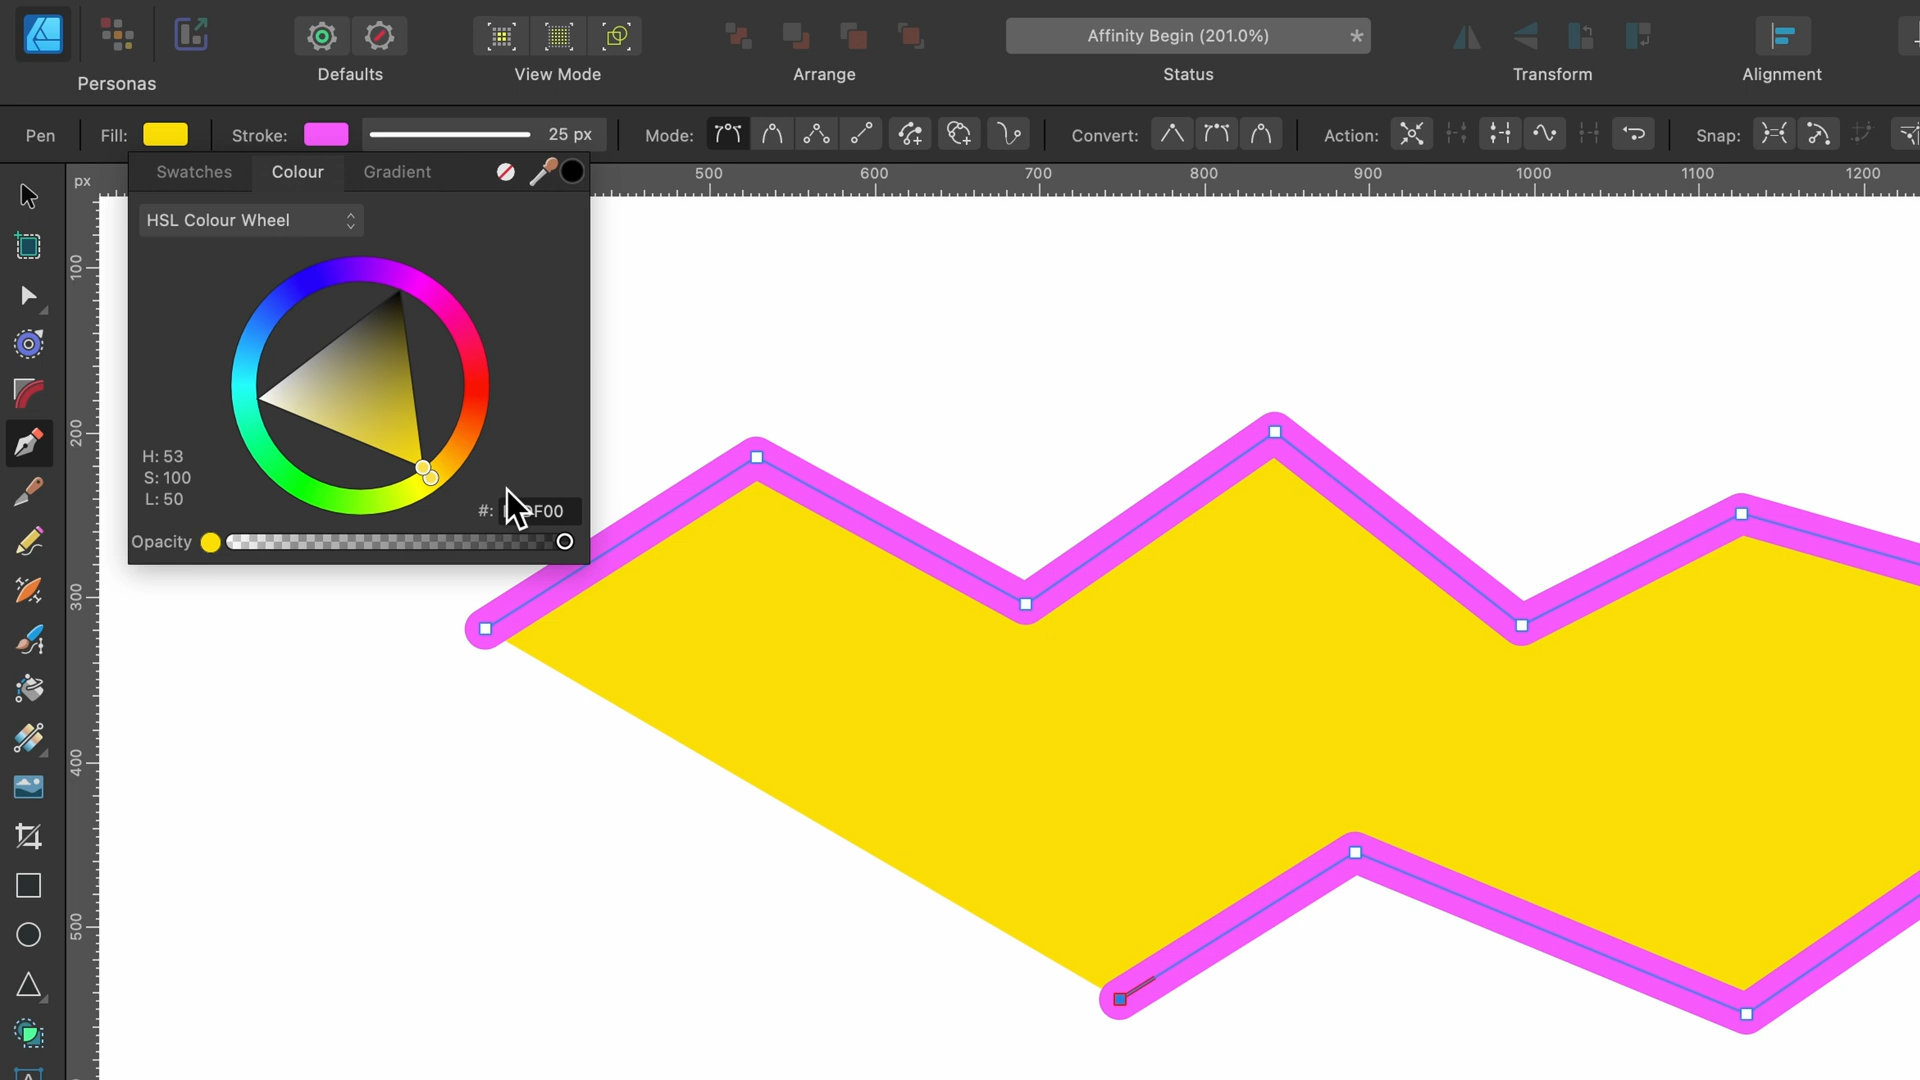 Affinity Begin (201.0%) *
Personas Defaults View Mode Arrange Status Transform Alignment
Pen Fill: Stroke: 25 px Mode: Convert: Action: Snap:
Swatches Colour Gradient
px 500 600 700 800 900 1000 1100 1200
HSL Colour Wheel
100
200
300
400
500
H: 53
S: 100
L: 50
#:
Opacity